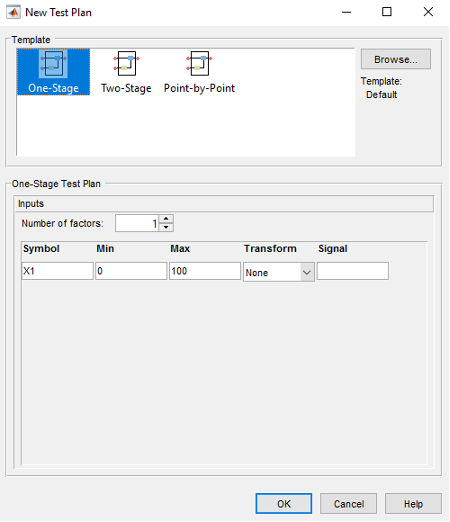 New Test Plan
Template
One-Stage Two-Stage Point-by-Point
Browse...
Template:
Default
One-Stage Test Plan
Inputs
Number of factors: 1
Symbol Min Max Transform Signal
X1 0 100 None
OK Cancel Help